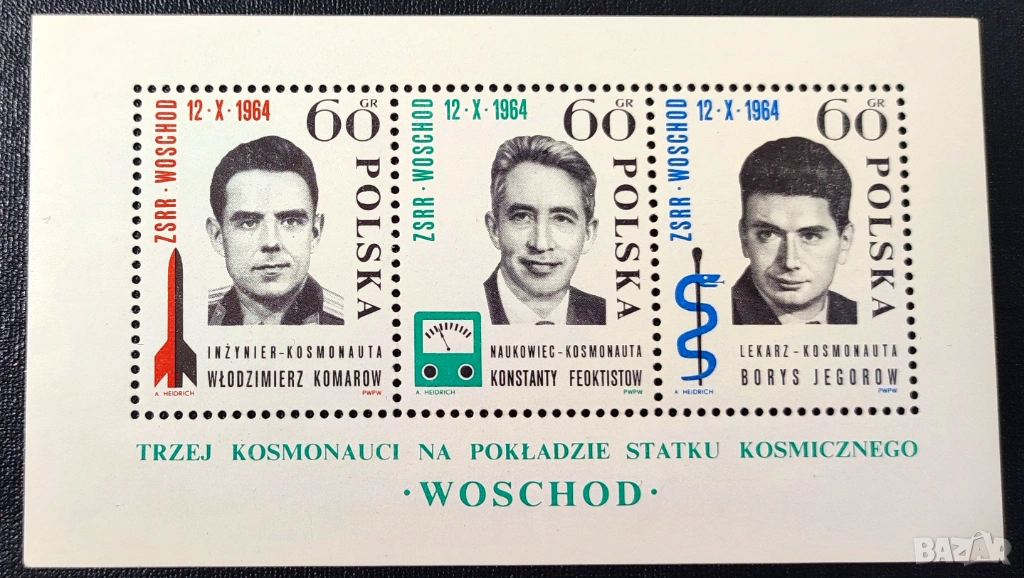 ZSRR · WOSCHOD
12 · X · 1964
60 GR
POLSKA
INŻYNIER-KOSMONAUTA
WŁODZIMIERZ KOMAROW
A. HEIDRICH
PWPW
ZSRR · WOSCHOD
12 · X · 1964
60 GR
POLSKA
NAUKOWIEC-KOSMONAUTA
KONSTANTY FEOKTISTOW
A. HEIDRICH
PWPW
ZSRR · WOSCHOD
12 · X · 1964
60 GR
POLSKA
LEKARZ-KOSMONAUTA
BORYS JEGOROW
A. HEIDRICH
PWPW
TRZEJ KOSMONAUCI NA POKŁADZIE STATKU KOSMICZNEGO
· WOSCHOD ·
BAZAR